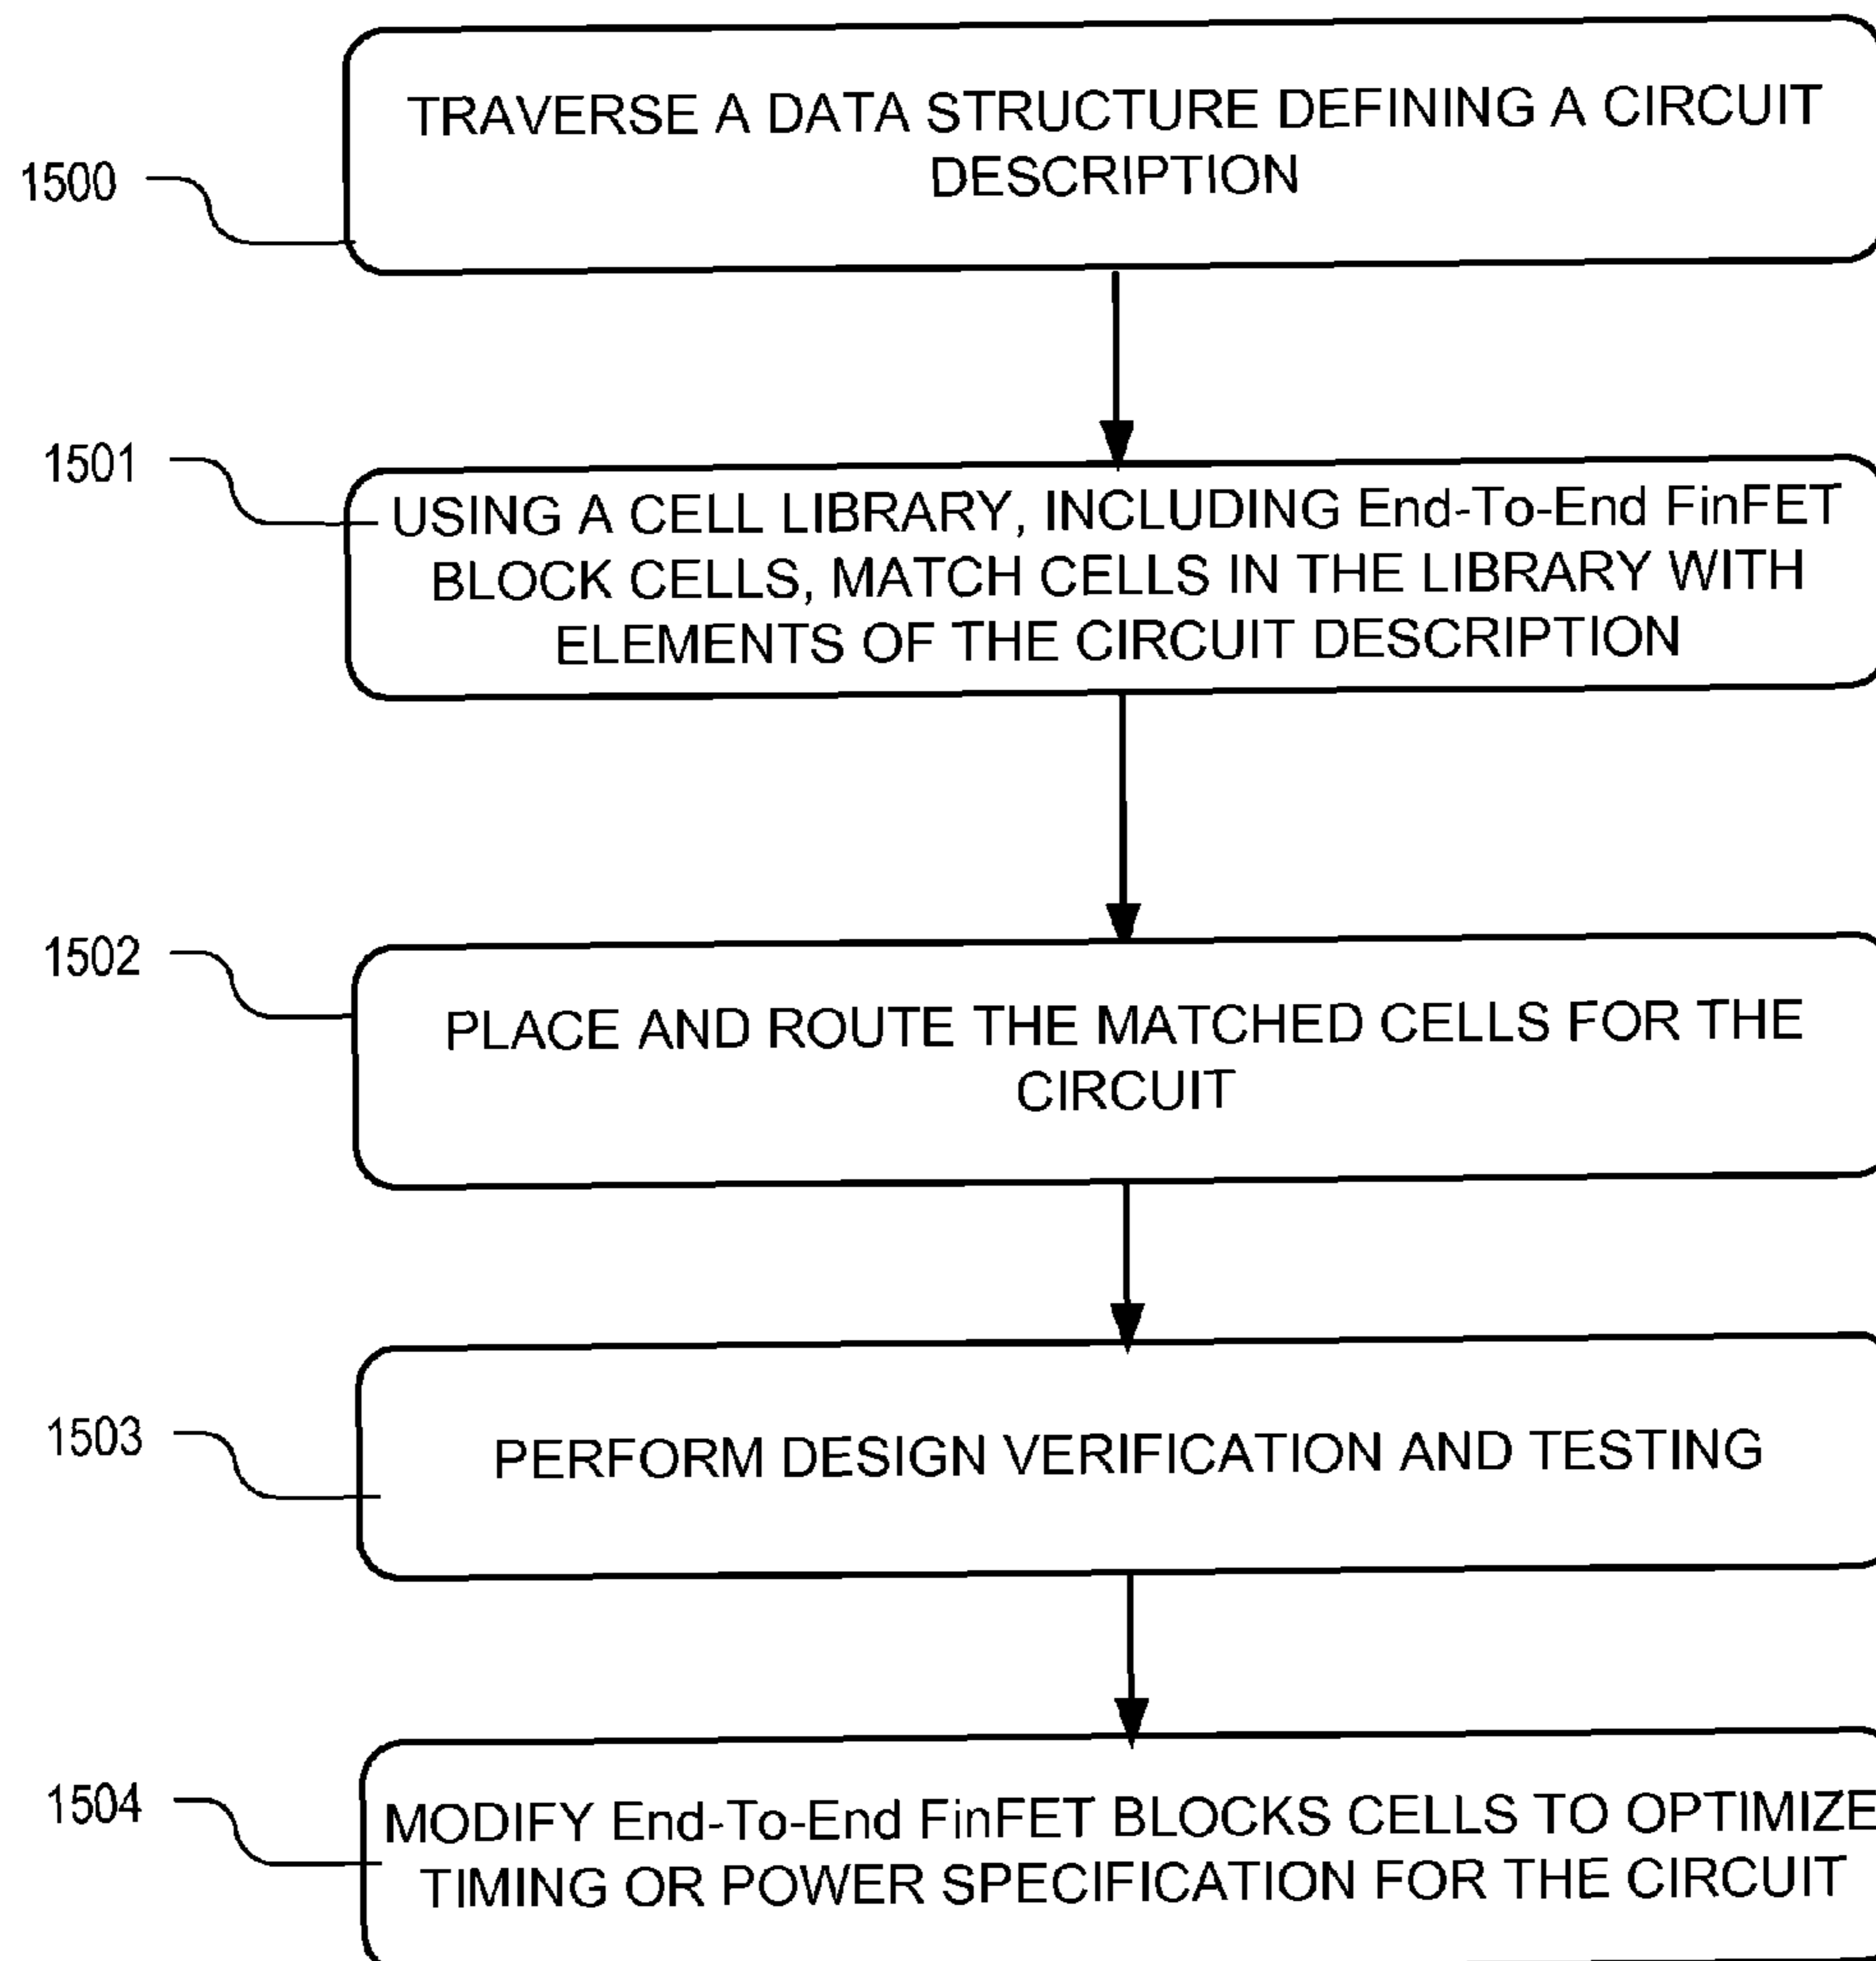 TRAVERSE A DATA STRUCTURE DEFINING A CIRCUIT
DESCRIPTION
1500
1501
USING A CELL LIBRARY, INCLUDING End-To-End FinFET
BLOCK CELLS, MATCH CELLS IN THE LIBRARY WITH
ELEMENTS OF THE CIRCUIT DESCRIPTION
1502
PLACE AND ROUTE THE MATCHED CELLS FOR THE
CIRCUIT
1503
PERFORM DESIGN VERIFICATION AND TESTING
1504
MODIFY End-To-End FinFET BLOCKS CELLS TO OPTIMIZE
TIMING OR POWER SPECIFICATION FOR THE CIRCUIT